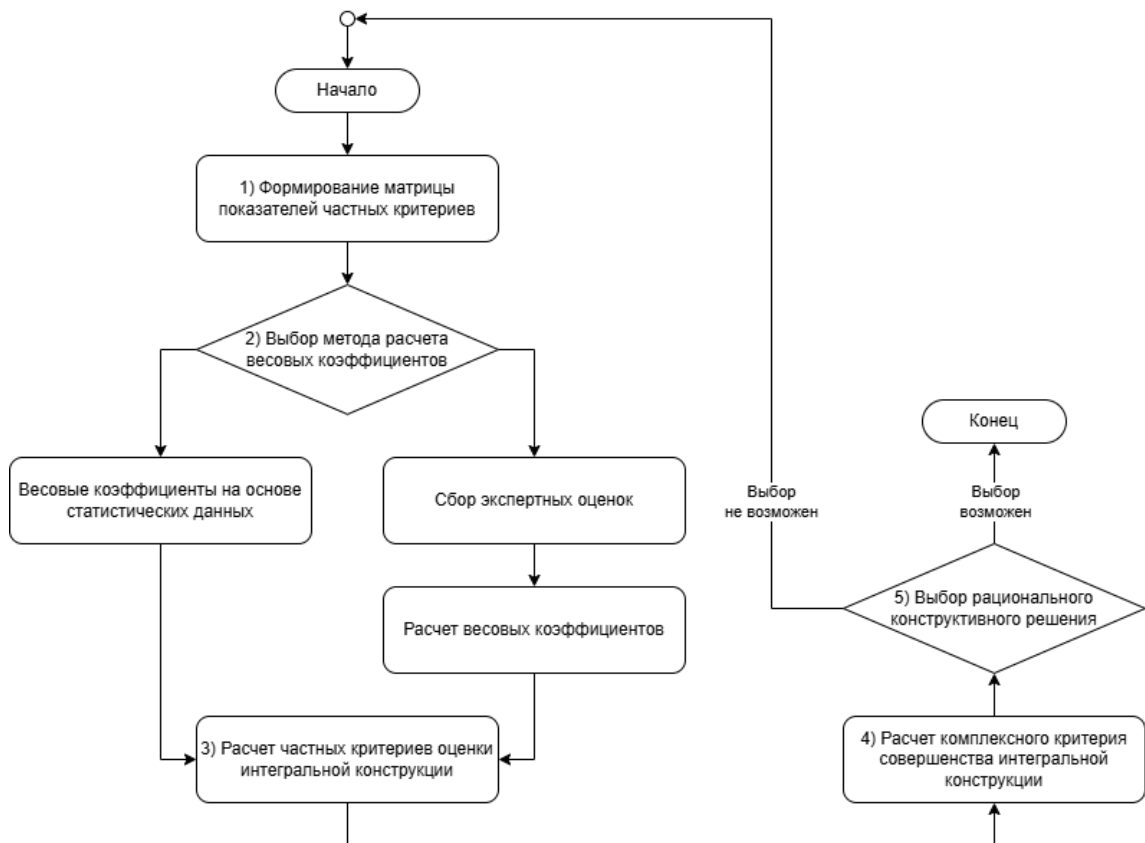 Начало
1) Формирование матрицы
показателей частных критериев
2) Выбор метода расчета
весовых коэффициентов
Весовые коэффициенты на основе
статистических данных
Сбор экспертных оценок
Расчет весовых коэффициентов
3) Расчет частных критериев оценки
интегральной конструкции
4) Расчет комплексного критерия
совершенства интегральной
конструкции
5) Выбор рационального
конструктивного решения
Выбор
не возможен
Выбор
возможен
Конец